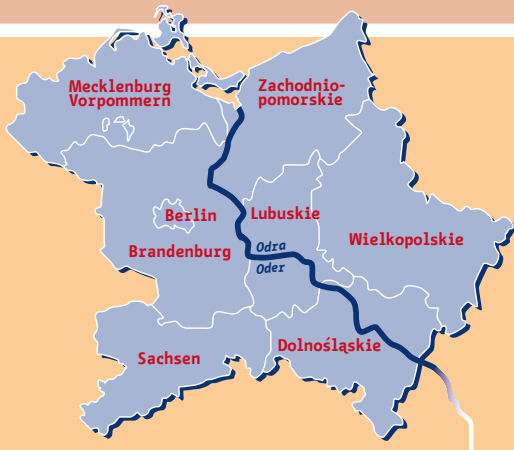 Mecklenburg
Vorpommern
Zachodnio-
pomorskie
Berlin
Lubuskie
Brandenburg
Odra
Oder
Wielkopolskie
Sachsen
Dolnośląskie